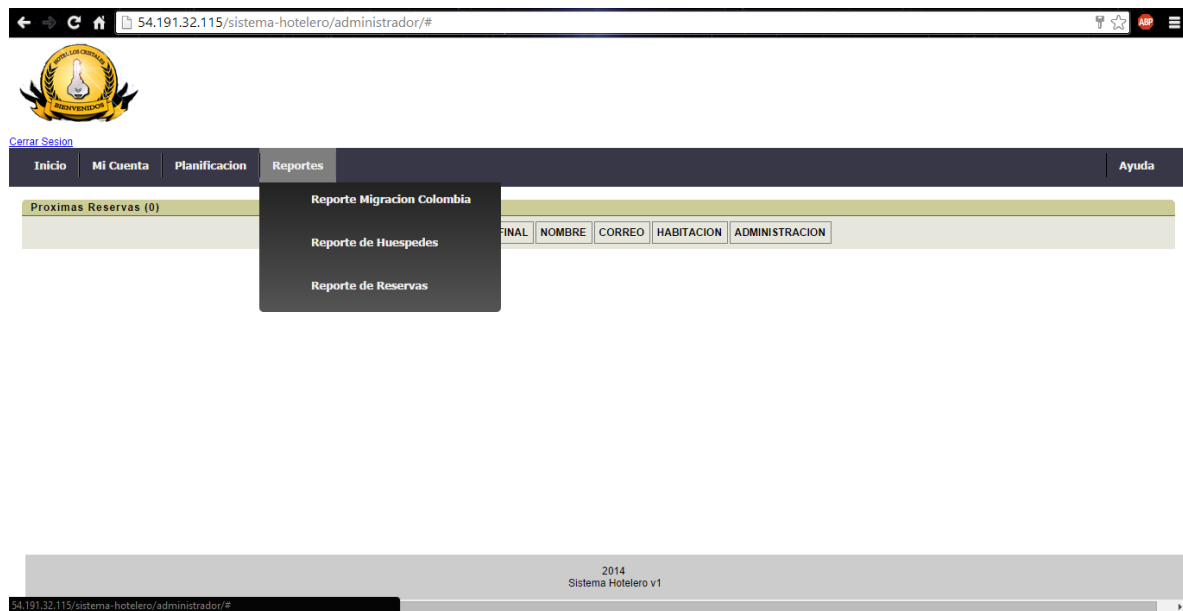 54.191.32.115/sistema-hotelero/administrador/#
ABP
HOTEL LOS CRISTALES
BIENVENIDOS
Cerrar Sesion
Inicio Mi Cuenta Planificacion Reportes Ayuda
Reporte Migracion Colombia
Reporte de Huespedes
Reporte de Reservas
Proximas Reservas (0)
FINAL NOMBRE CORREO HABITACION ADMINISTRACION
2014
Sistema Hotelero v1
54.191.32.115/sistema-hotelero/administrador/#